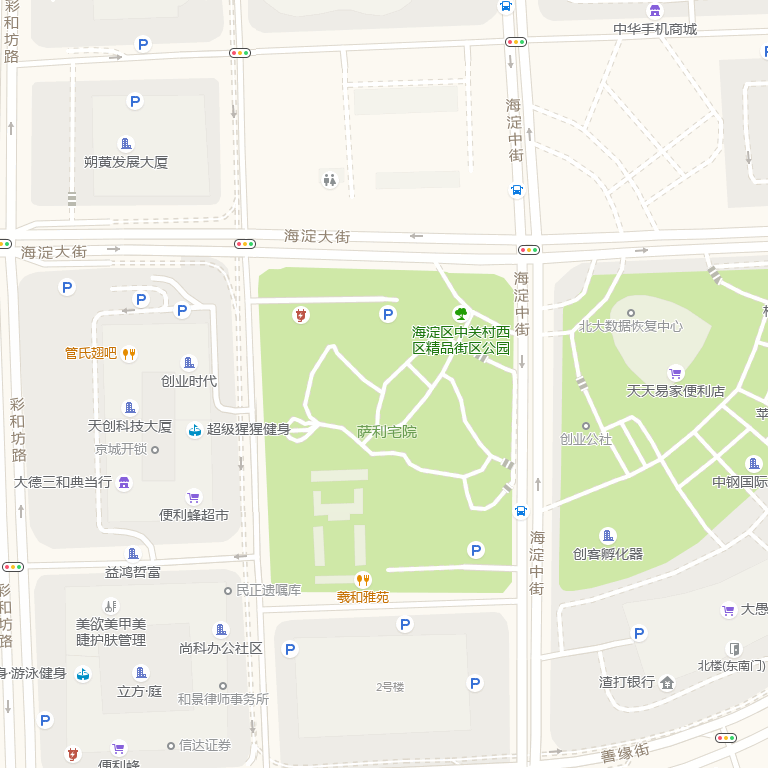 彩和坊路
P
中华手机商城
P
P
朔黄发展大厦
海淀中街
海淀大街
海淀大街
海淀中街
P
P
P
P
海淀区中关村西
区精品街区公园
北大数据恢复中心
管氏翅吧
创业时代
天天易家便利店
彩和坊路
天创科技大厦
超级猩猩健身
萨利宅院
京城开锁
创业公社
大德三和典当行
中钢国际
便利蜂超市
海淀中街
P
创客孵化器
益鸿哲富
彩和坊路
民正遗嘱库
羲和雅苑
美欲美甲美
睫护肤管理
P
大愚
尚科办公社区
P
P
北楼(东南门)
身·游泳健身
立方·庭
2号楼
P
渣打银行
和景律师事务所
P
信达证券
善缘街
便利蜂